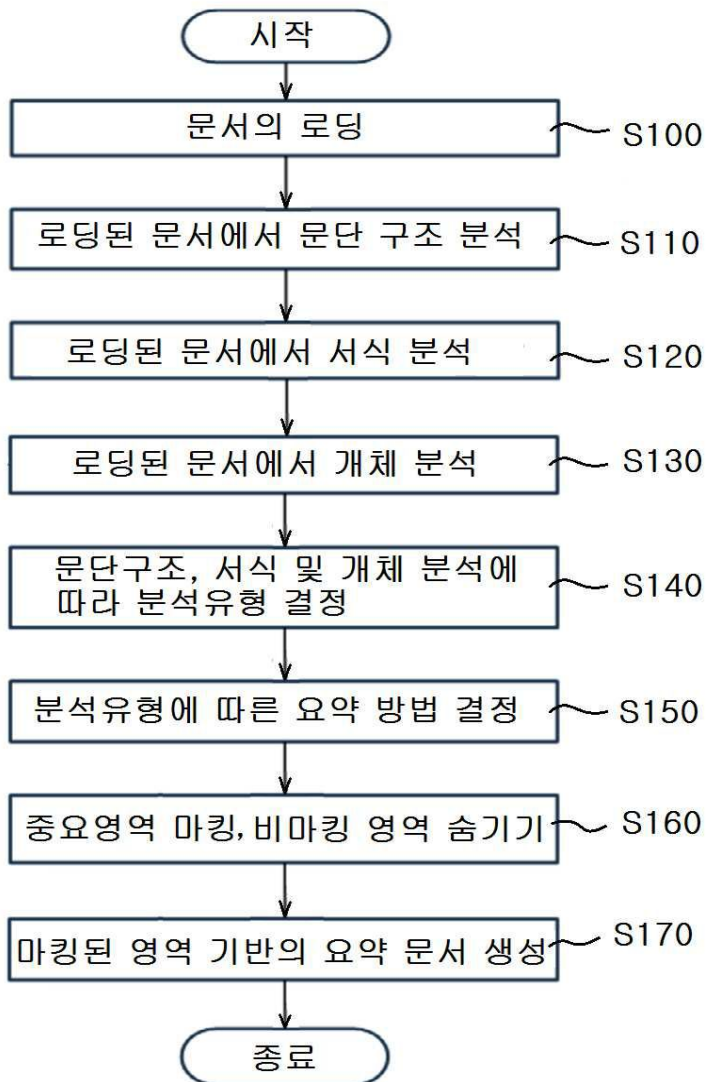 시작
문서의 로딩
S100
로딩된 문서에서 문단 구조 분석
S110
로딩된 문서에서 서식 분석
S120
로딩된 문서에서 개체 분석
S130
문단구조, 서식 및 개체 분석에
따라 분석유형 결정
S140
분석유형에 따른 요약 방법 결정
S150
중요영역 마킹, 비마킹 영역 숨기기
S160
마킹된 영역 기반의 요약 문서 생성
S170
종료